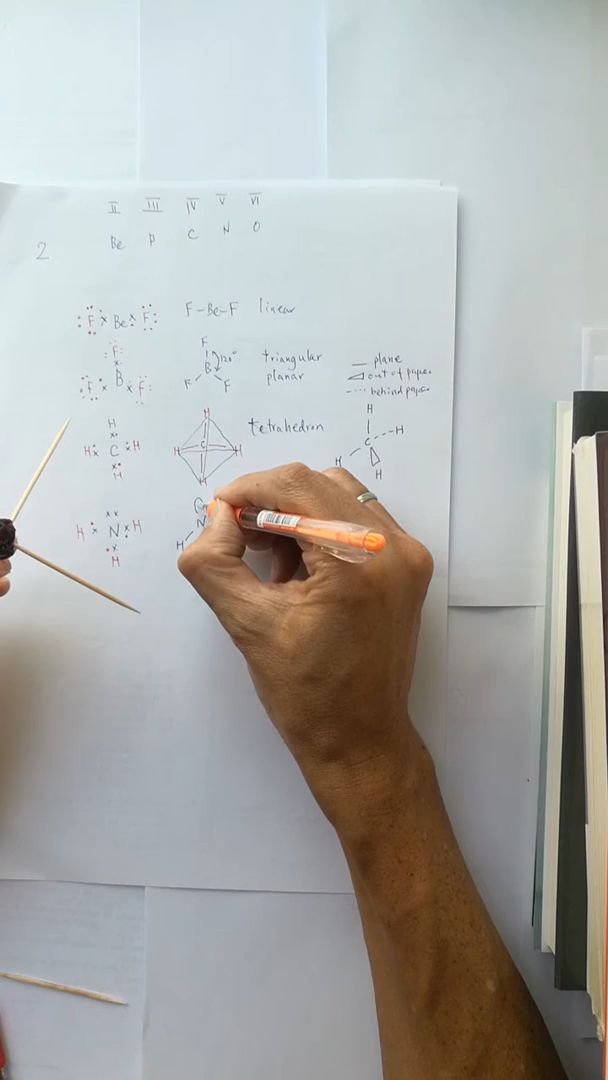 II III IV V VI
2 Be B C N O
F Be F F-Be-F linear
F
B
F F
F
120°
B
F F
triangular
planar
— plane
out of paper
--- behind paper
H
H C H
H
H
H C H
H
tetrahedron
H
C H
H
H
H N H
H
N
H